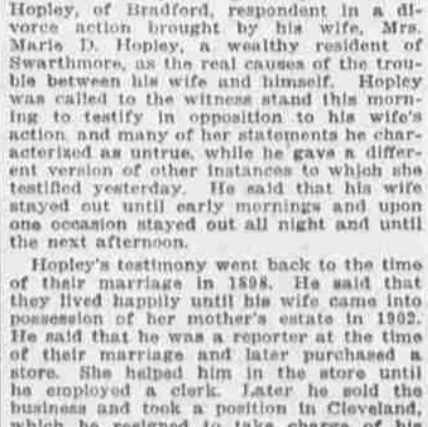 Hopley, of Bradford, respondent in a di-
vorce action brought by his wife, Mrs.
Marie D. Hopley, a wealthy resident of
Swarthmore, as the real causes of the trou-
ble between his wife and himself. Hopley
was called to the witness stand this morn-
ing to testify in opposition to his wife's
action and many of her statements he char-
acterized as untrue, while he gave a differ-
ent version of other instances to which she
testified yesterday. He said that his wife
stayed out until early mornings and upon
one occasion stayed out all night and until
the next afternoon.
Hopley's testimony went back to the time
of their marriage in 1898. He said that
they lived happily until his wife came into
possession of her mother's estate in 1902.
He said that he was a reporter at the time
of their marriage and later purchased a
store. She helped him in the store until
he employed a clerk. Later he sold the
business and took a position in Cleveland,
which he resigned to take charge of his